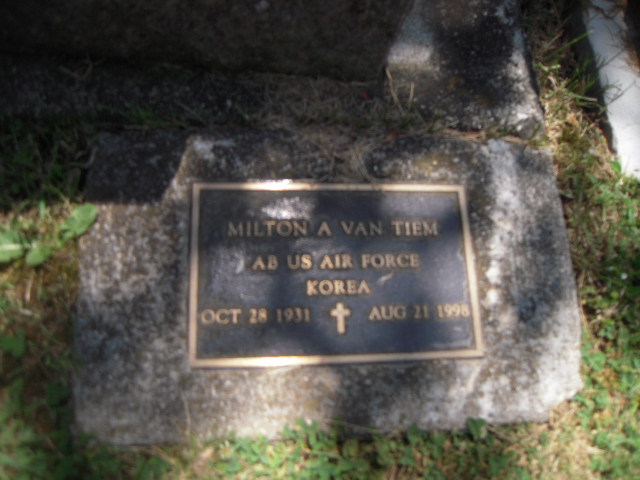 MILTON A VAN TIEM
AB US AIR FORCE
KOREA
OCT 28 1931 AUG 21 1998